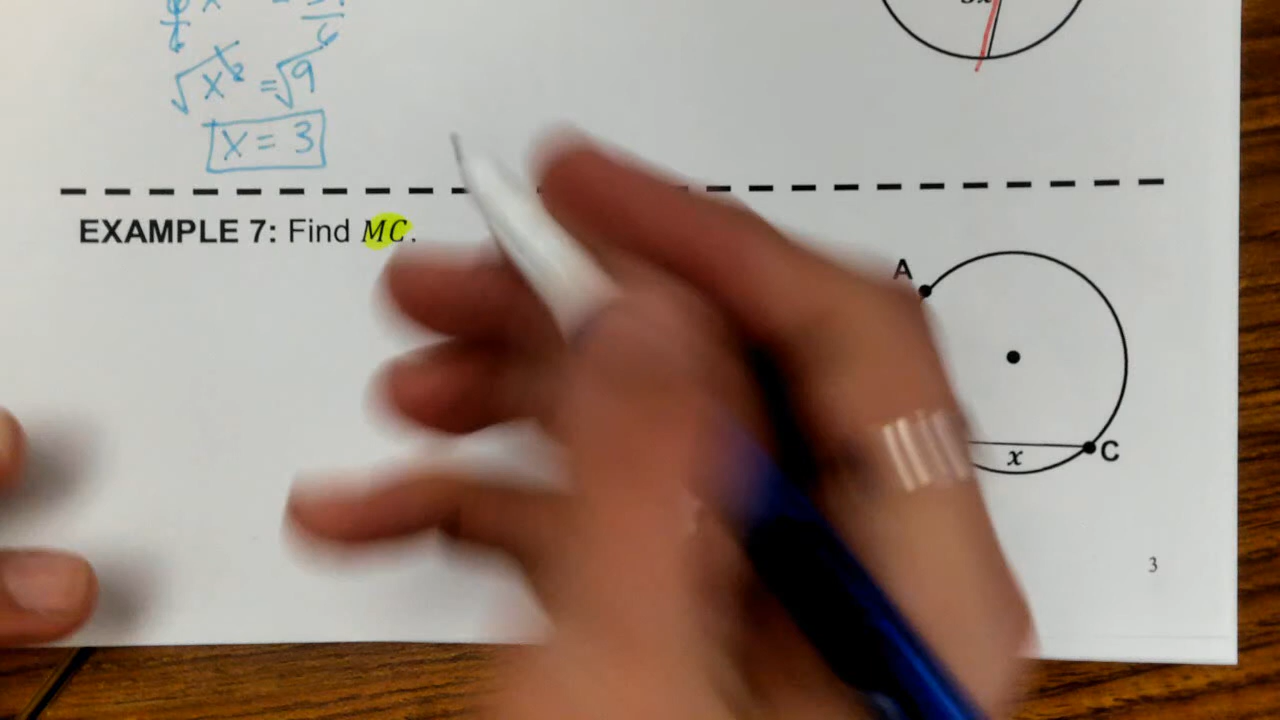 √x² = √9
x = 3
EXAMPLE 7: Find MC.
A
x C
3